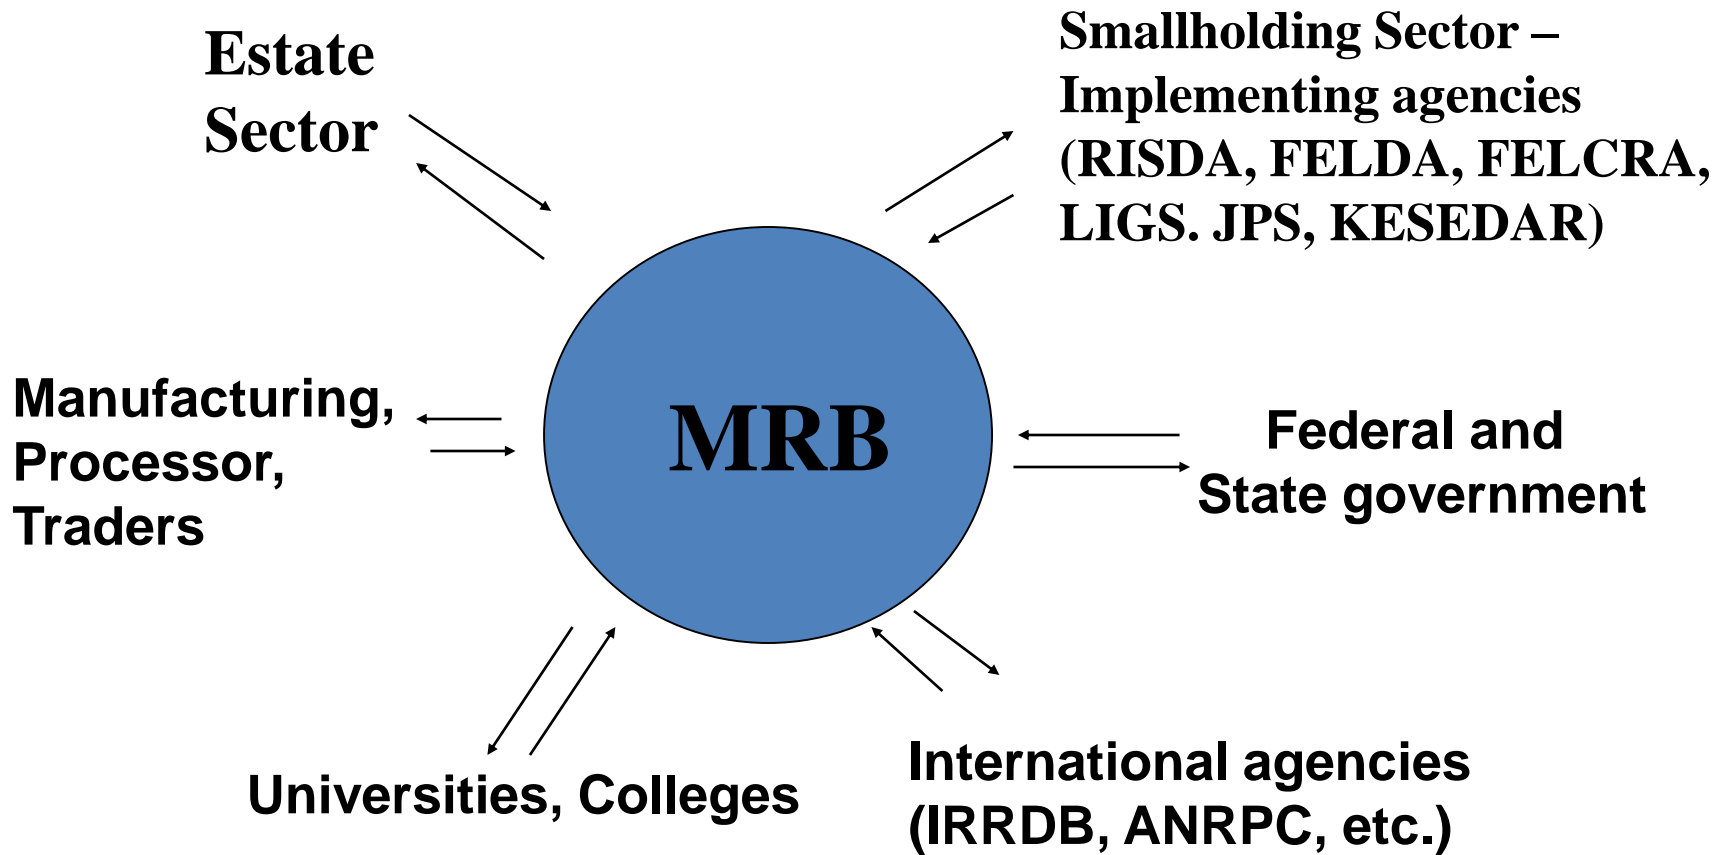 Estate
Sector
Smallholding Sector –
Implementing agencies
(RISDA, FELDA, FELCRA,
LIGS. JPS, KESEDAR)
Manufacturing,
Processor,
Traders
MRB
Federal and
State government
Universities, Colleges
International agencies
(IRRDB, ANRPC, etc.)